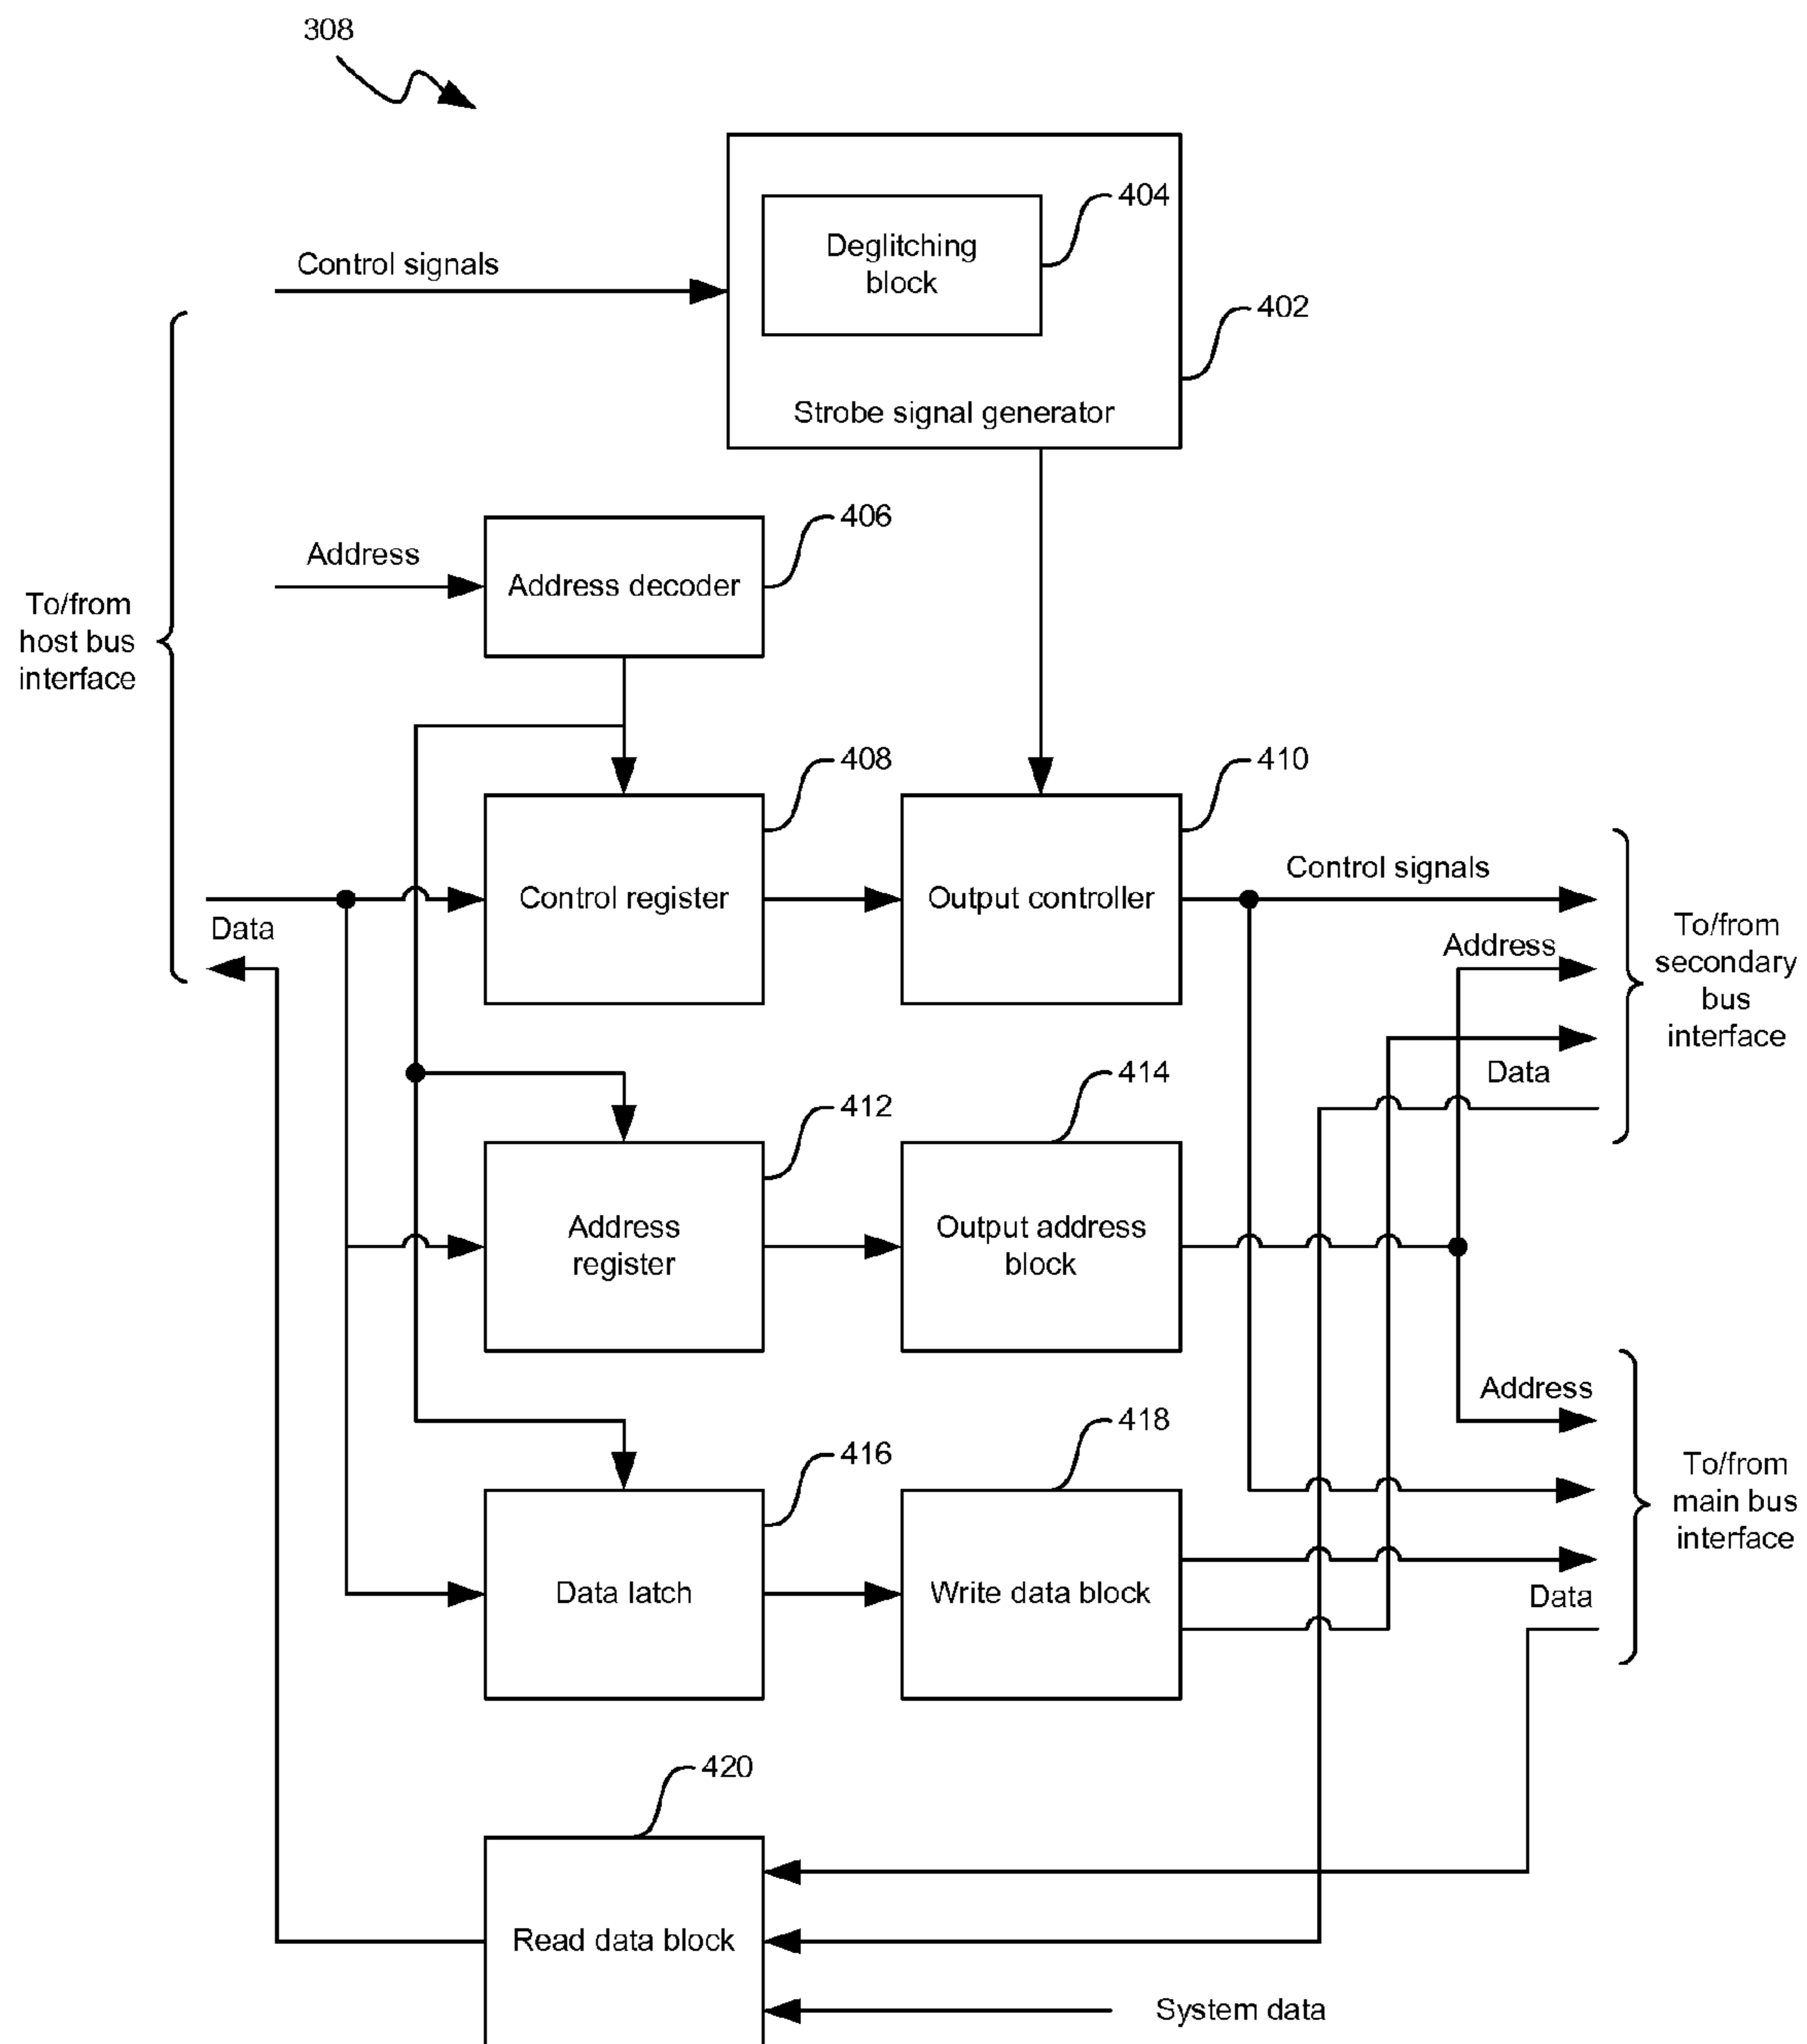 308
404
Deglitching
block
Control signals
402
Strobe signal generator
406
Address
Address decoder
To/from
host bus
interface
408
410
Control register
Output controller
Control signals
Data
Address
To/from
secondary
bus
interface
Data
414
412
Address
register
Output address
block
Address
418
416
To/from
main bus
interface
Data latch
Write data block
Data
420
Read data block
System data